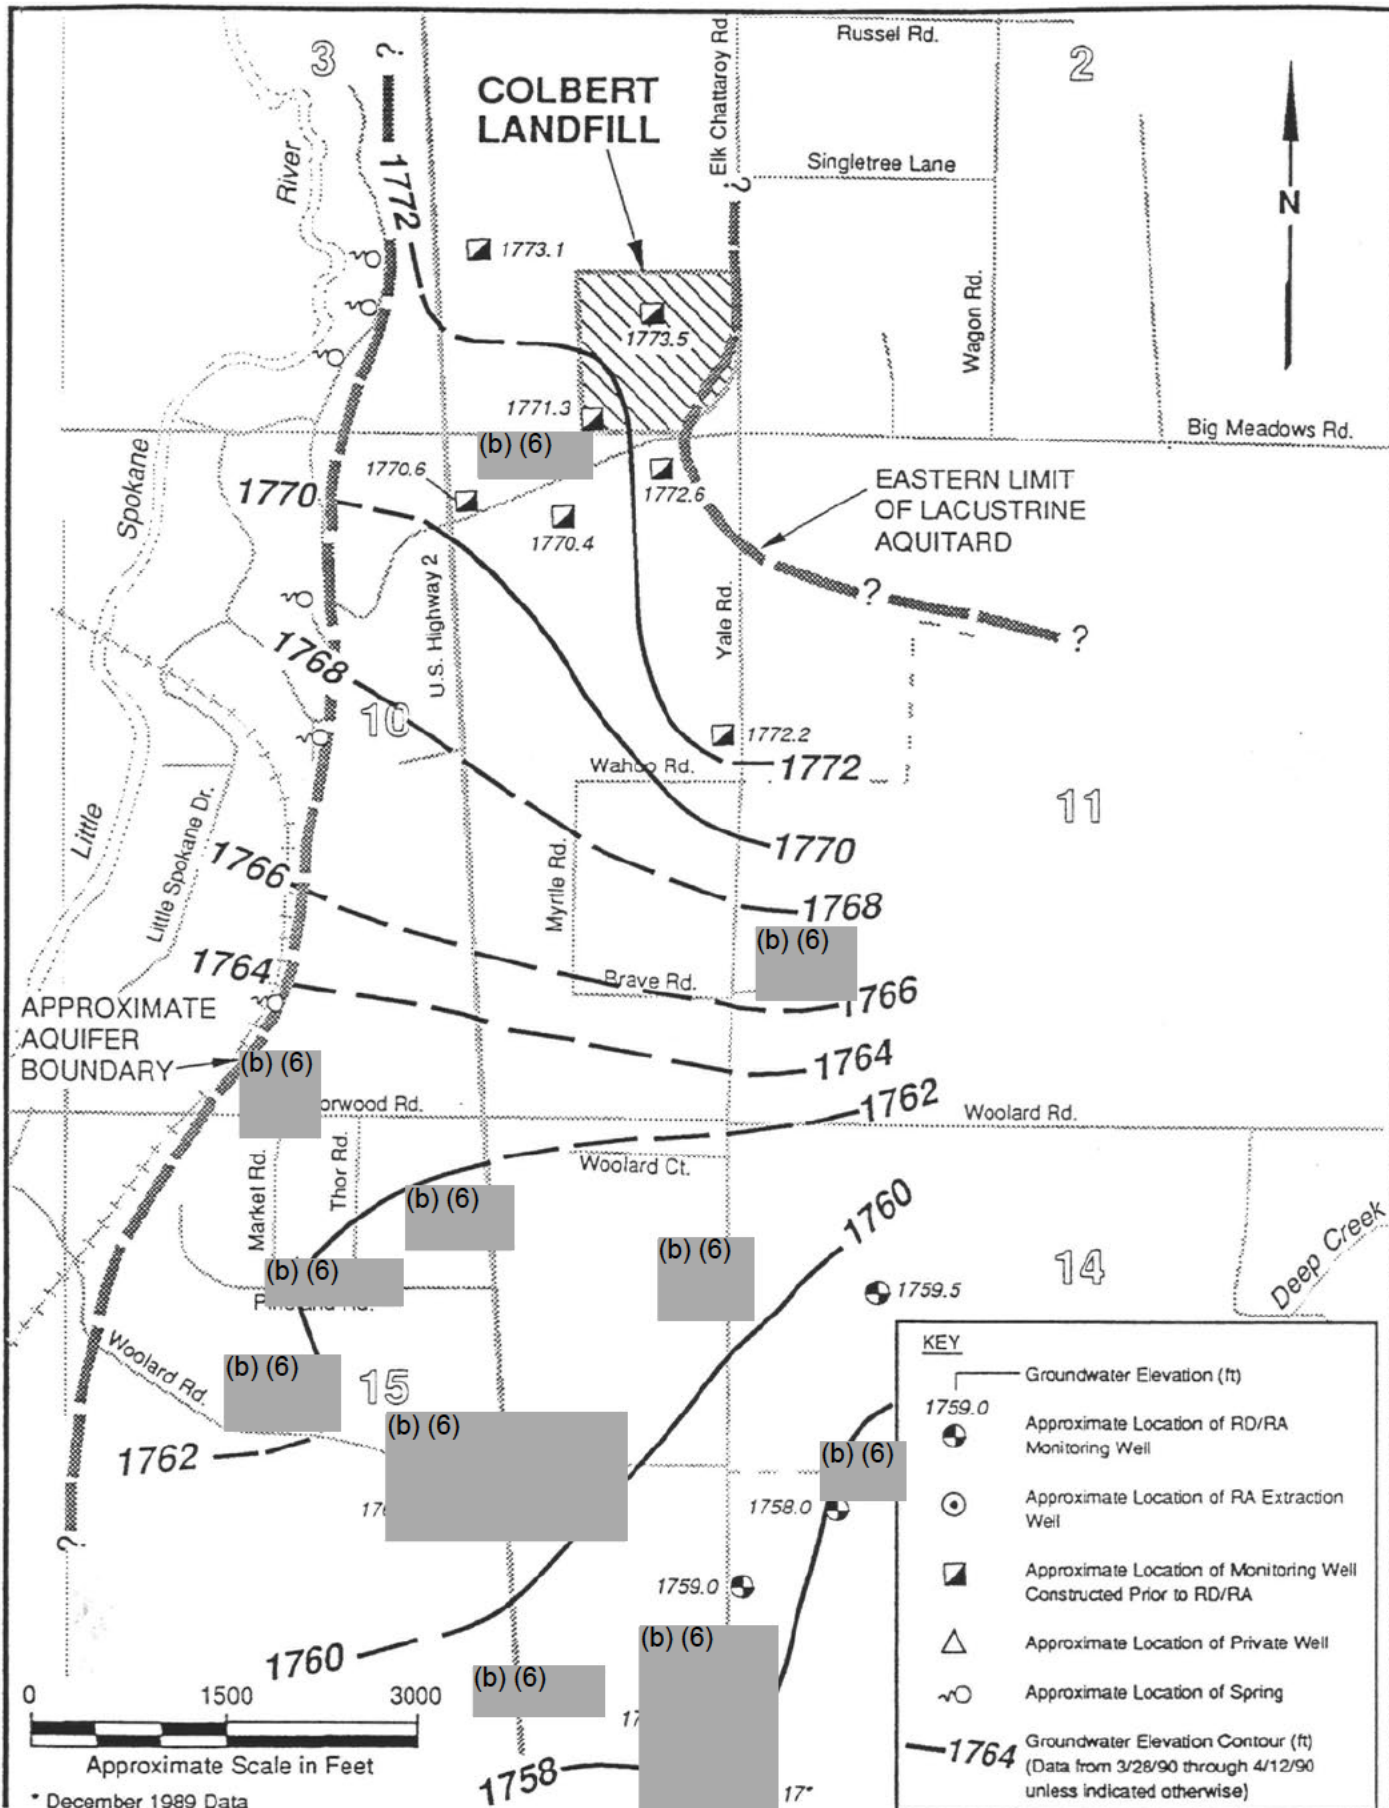 3
?
2
Russel Rd.
Elk Chattaroy Rd
COLBERT
LANDFILL
Singletree Lane
?
River
1772
N
1773.1
1773.5
Wagon Rd.
1771.3
Big Meadows Rd.
(b) (6)
Spokane
1770.6
1770
1772.6
1770.4
EASTERN LIMIT
OF LACUSTRINE
AQUITARD
?
?
U.S. Highway 2
Yale Rd.
1768
10
1772.2
Wahoo Rd.
1772
11
Little
Little Spokane Dr.
1766
Myrtle Rd.
1770
1768
(b) (6)
1764
Brave Rd.
1766
APPROXIMATE
AQUIFER
BOUNDARY
(b) (6)
1764
1762
orwood Rd.
Woolard Rd.
Market Rd.
Thor Rd.
Woolard Ct.
(b) (6)
(b) (6)
1760
(b) (6)
14
Deep Creek
1759.5
Woolard Rd.
(b) (6)
15
(b) (6)
1762
(b) (6)
1758.0
?
1759.0
1760
(b) (6)
(b) (6)
1758
17*
0 1500 3000
Approximate Scale in Feet
* December 1989 Data
KEY
Groundwater Elevation (ft)
1759.0
Approximate Location of RD/RA
Monitoring Well
Approximate Location of RA Extraction
Well
Approximate Location of Monitoring Well
Constructed Prior to RD/RA
Approximate Location of Private Well
Approximate Location of Spring
1764
Groundwater Elevation Contour (ft)
(Data from 3/28/90 through 4/12/90
unless indicated otherwise)